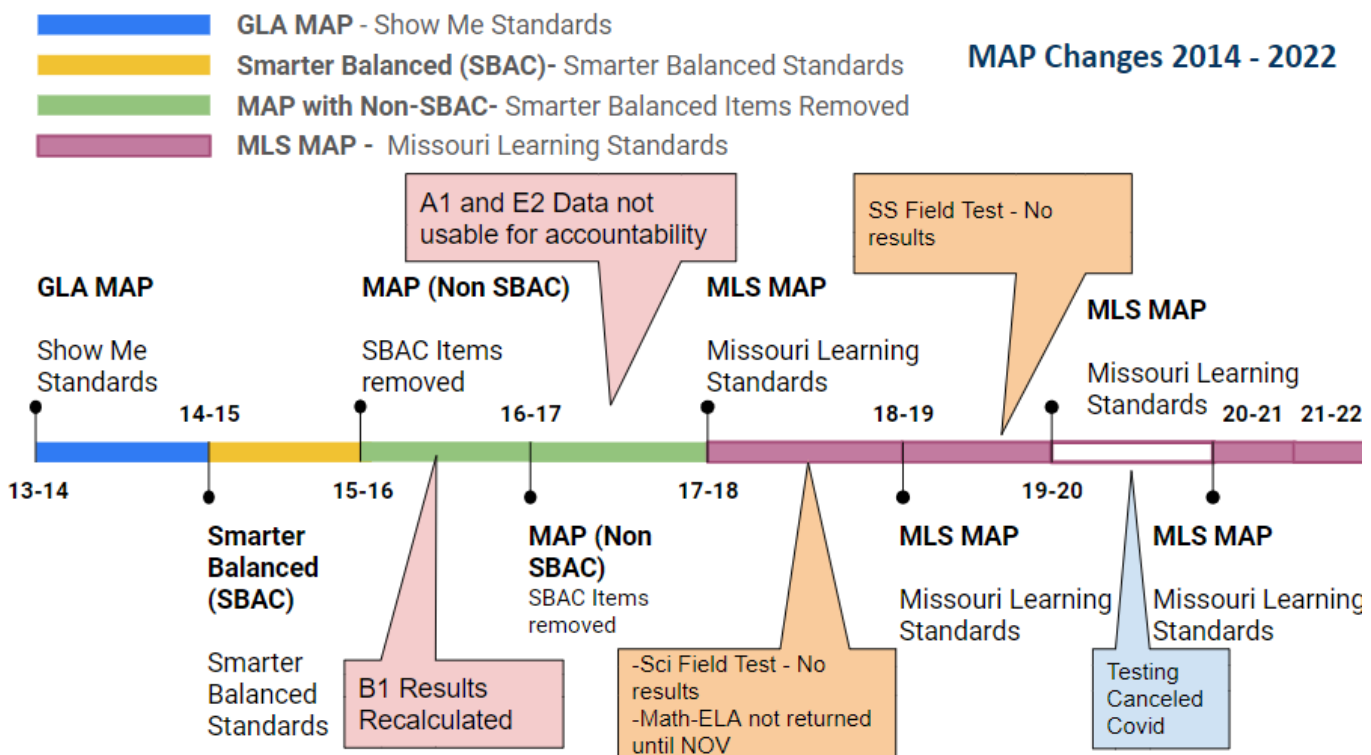 GLA MAP - Show Me Standards
MAP Changes 2014 - 2022
Smarter Balanced (SBAC)- Smarter Balanced Standards
MAP with Non-SBAC- Smarter Balanced Items Removed
MLS MAP - Missouri Learning Standards
A1 and E2 Data not
usable for accountability
SS Field Test - No
results
GLA MAP
Show Me
Standards
MAP (Non SBAC)
SBAC Items
removed
MLS MAP
Missouri Learning
Standards
MLS MAP
Missouri Learning
Standards
14-15
16-17
18-19
20-21
21-22
13-14
15-16
17-18
19-20
Smarter
Balanced
(SBAC)
Smarter
Balanced
Standards
B1 Results
Recalculated
MAP (Non
SBAC)
SBAC Items
removed
-Sci Field Test - No
results
-Math-ELA not returned
until NOV
MLS MAP
Missouri Learning
Standards
Testing
Canceled
Covid
MLS MAP
Missouri Learning
Standards